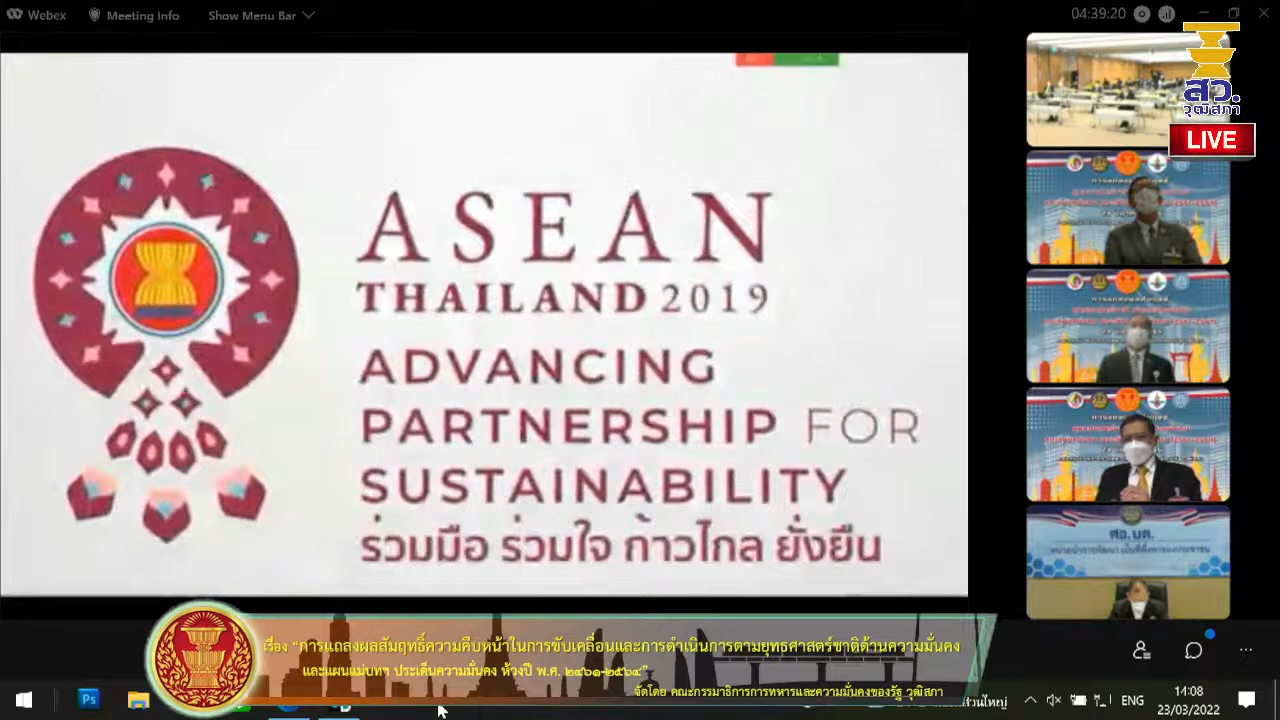 Webex
Meeting Info
Show Menu Bar
04:39:20
สว.
วุฒิสภา
LIVE
ASEAN
THAILAND 2019
ADVANCING
PARTNERSHIP FOR
SUSTAINABILITY
ร่วมมือ ร่วมใจ ก้าวไกล ยั่งยืน
ศอ.บต.
เรื่อง “การแถลงผลสัมฤทธิ์ความคืบหน้าในการขับเคลื่อนและการดำเนินการตามยุทธศาสตร์ชาติด้านความมั่นคง
และแผนแม่บทฯ ประเด็นความมั่นคง ห้วงปี พ.ศ. ๒๕๖๑-๒๕๖๔”
จัดโดย คณะกรรมาธิการการทหารและความมั่นคงของรัฐ วุฒิสภา
Ps
ENG
14:08
23/03/2022